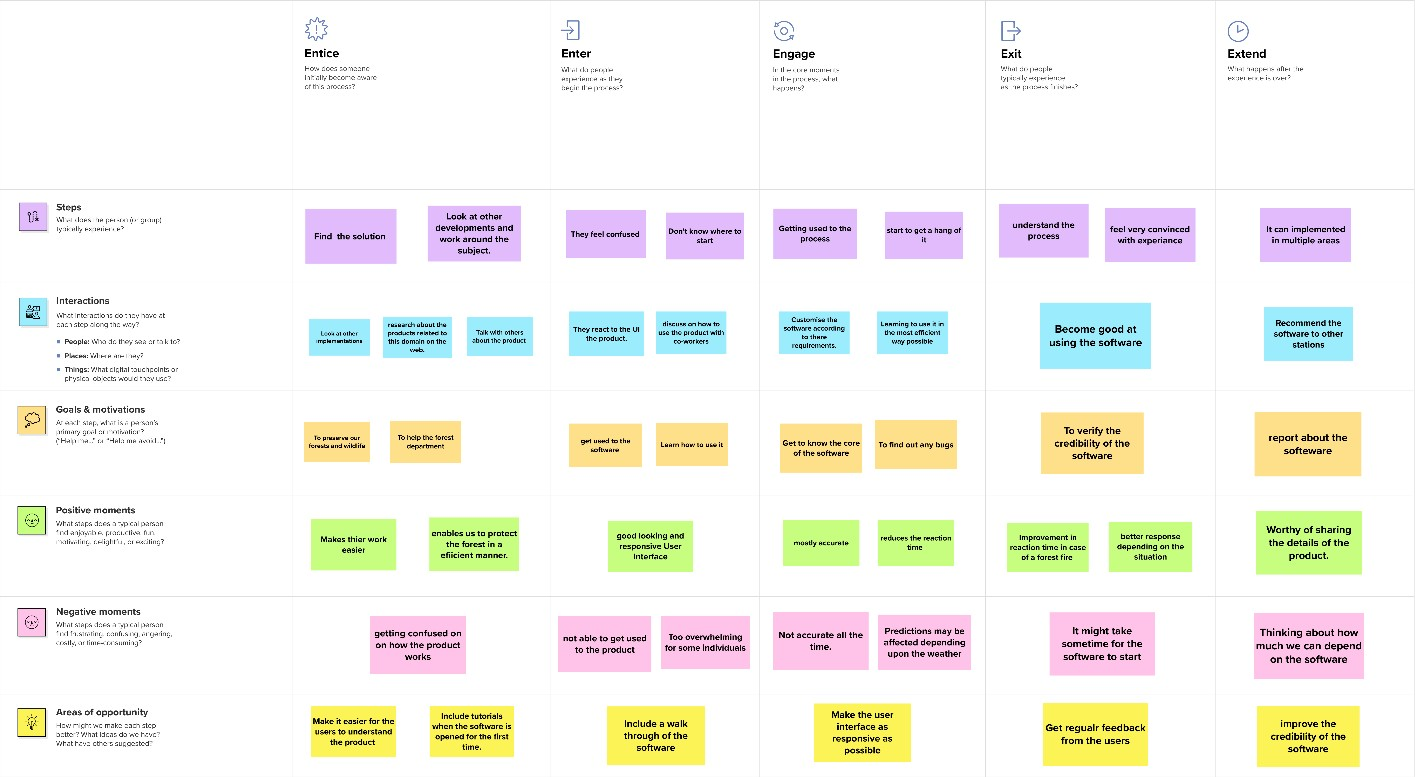 Entice
How does someone
initially become aware
of this process?
Enter
What do people
experience as they
begin the process?
Engage
In the core moments
in the process, what
happens?
Exit
What do people
typically experience
as the process finishes?
Extend
What happens after the
experience is over?
Steps
What does the person (or group)
typically experience?
Find the solution
Look at other
developments and
work around the
subject.
They feel confused
Don't know where to
start
Getting used to the
process
start to get a hang of
it
understand the
process
feel very convinced
with experiance
It can implemented
in multiple areas
Interactions
What interactions do they have at
each step along the way?
People: Who do they see or talk to?
Places: Where are they?
Things: What digital touchpoints or
physical objects would they use?
Look at other
implementations
research about the
products related to
this domain on the
web.
Talk with others
about the product
They react to the UI of
the product.
discuss on how to
use the product with
co-workers
Customise the
software according
to there
requirements.
Learning to use it in
the most efficient
way possible
Become good at
using the software
Recommend the
software to other
stations
Goals & motivations
At each step, what is a person's
primary goal or motivation?
("Help me..." or "Help me avoid...")
To preserve our
forests and wildlife
To help the forest
department
get used to the
software
Learn how to use it
Get to know the core
of the software
To find out any bugs
To verify the
credibility of the
software
report about the
softeware
Positive moments
What steps does a typical person
find enjoyable, productive, fun,
motivating, delightful, or exciting?
Makes thier work
easier
enables us to protect
the forest in a
efiicient manner.
good looking and
responsive User
Interface
mostly accurate
reduces the reaction
time
Improvement in
reaction time in case
of a forest fire
better response
depending on the
situation
Worthy of sharing
the details of the
product.
Negative moments
What steps does a typical person
find frustrating, confusing, angering,
costly, or time-consuming?
getting confused on
on how the product
works
not able to get used
to the product
Too overwhelming
for some individuals
Not accurate all the
time.
Predictions may be
affected depending
upon the weather
It might take
sometime for the
software to start
Thinking about how
much we can depend
on the software
Areas of opportunity
How might we make each step
better? What ideas do we have?
What have others suggested?
Make it easier for the
users to understand
the product
Include tutorials
when the software is
opened for the first
time.
Include a walk
through of the
software
Make the user
interface as
responsive as
possible
Get regualr feedback
from the users
improve the
credibility of the
software